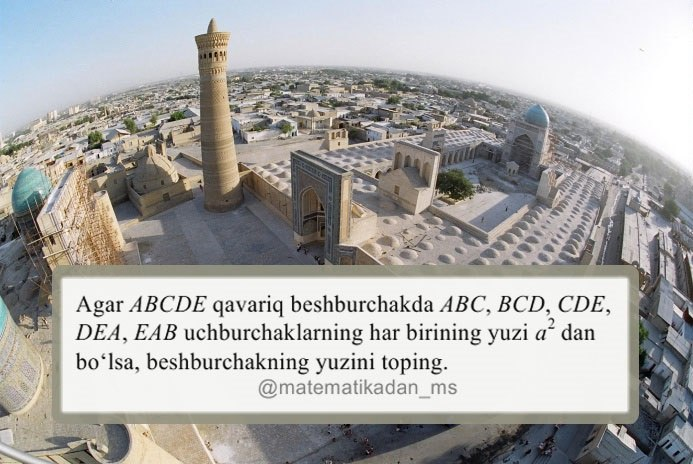 Agar ABCDE qavariq beshburchakda ABC, BCD, CDE,
DEA, EAB uchburchaklarning har birining yuzi a² dan
bo‘lsa, beshburchakning yuzini toping.
@matematikadan_ms